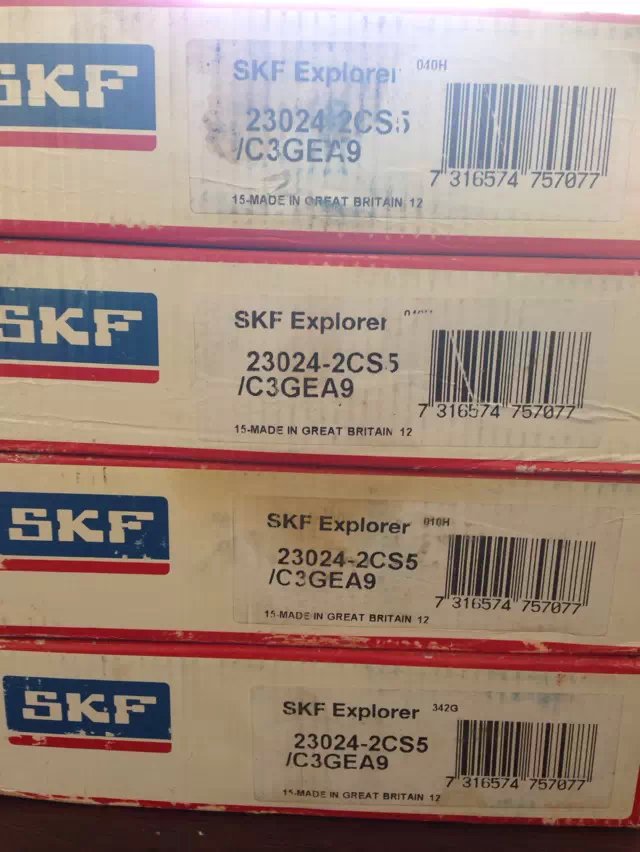 SKF
SKF Explorer 040H
23024-2CS5
/C3GEA9
7 316574 757077
15-MADE IN GREAT BRITAIN 12
SKF
SKF Explorer
23024-2CS5
/C3GEA9
7 316574 757077
15-MADE IN GREAT BRITAIN 12
SKF
SKF Explorer 010H
23024-2CS5
/C3GEA9
7 316574 757077
15-MADE IN GREAT BRITAIN 12
SKF
SKF Explorer 342G
23024-2CS5
/C3GEA9
7 316574 757077
15-MADE IN GREAT BRITAIN 12